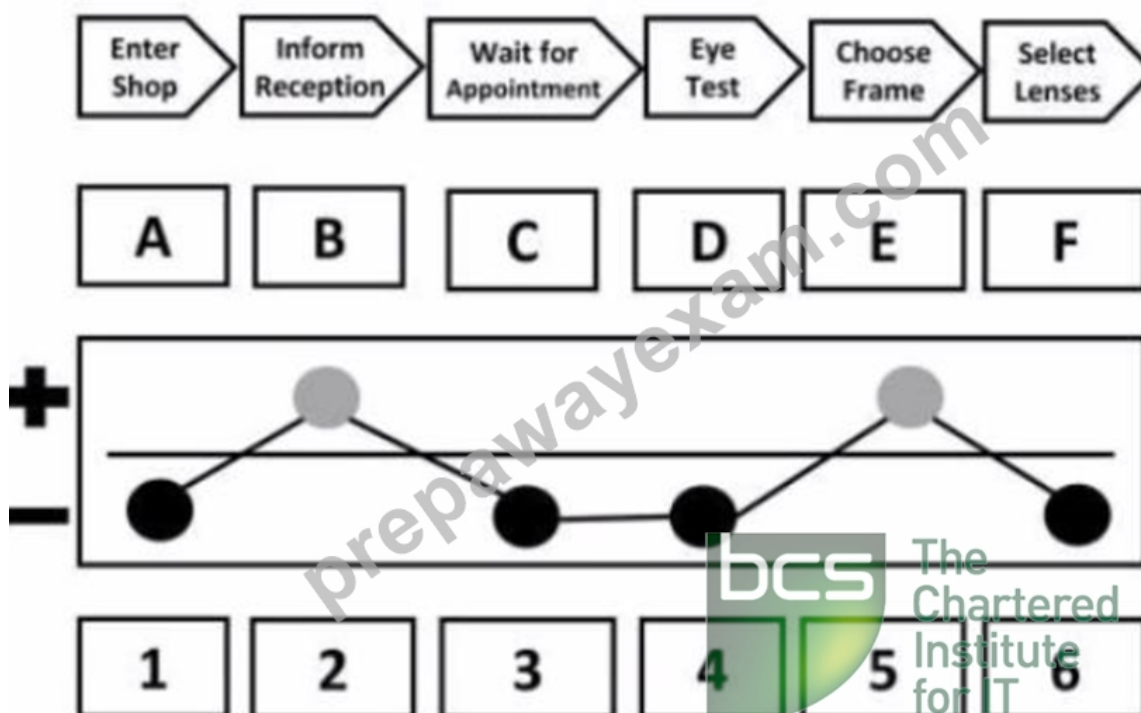 Enter Shop
Inform Reception
Wait for Appointment
Eye Test
Choose Frame
Select Lenses
A B C D E F
prepawayexam.com
+
−
bcs
The Chartered Institute for IT
1 2 3 4 5 6